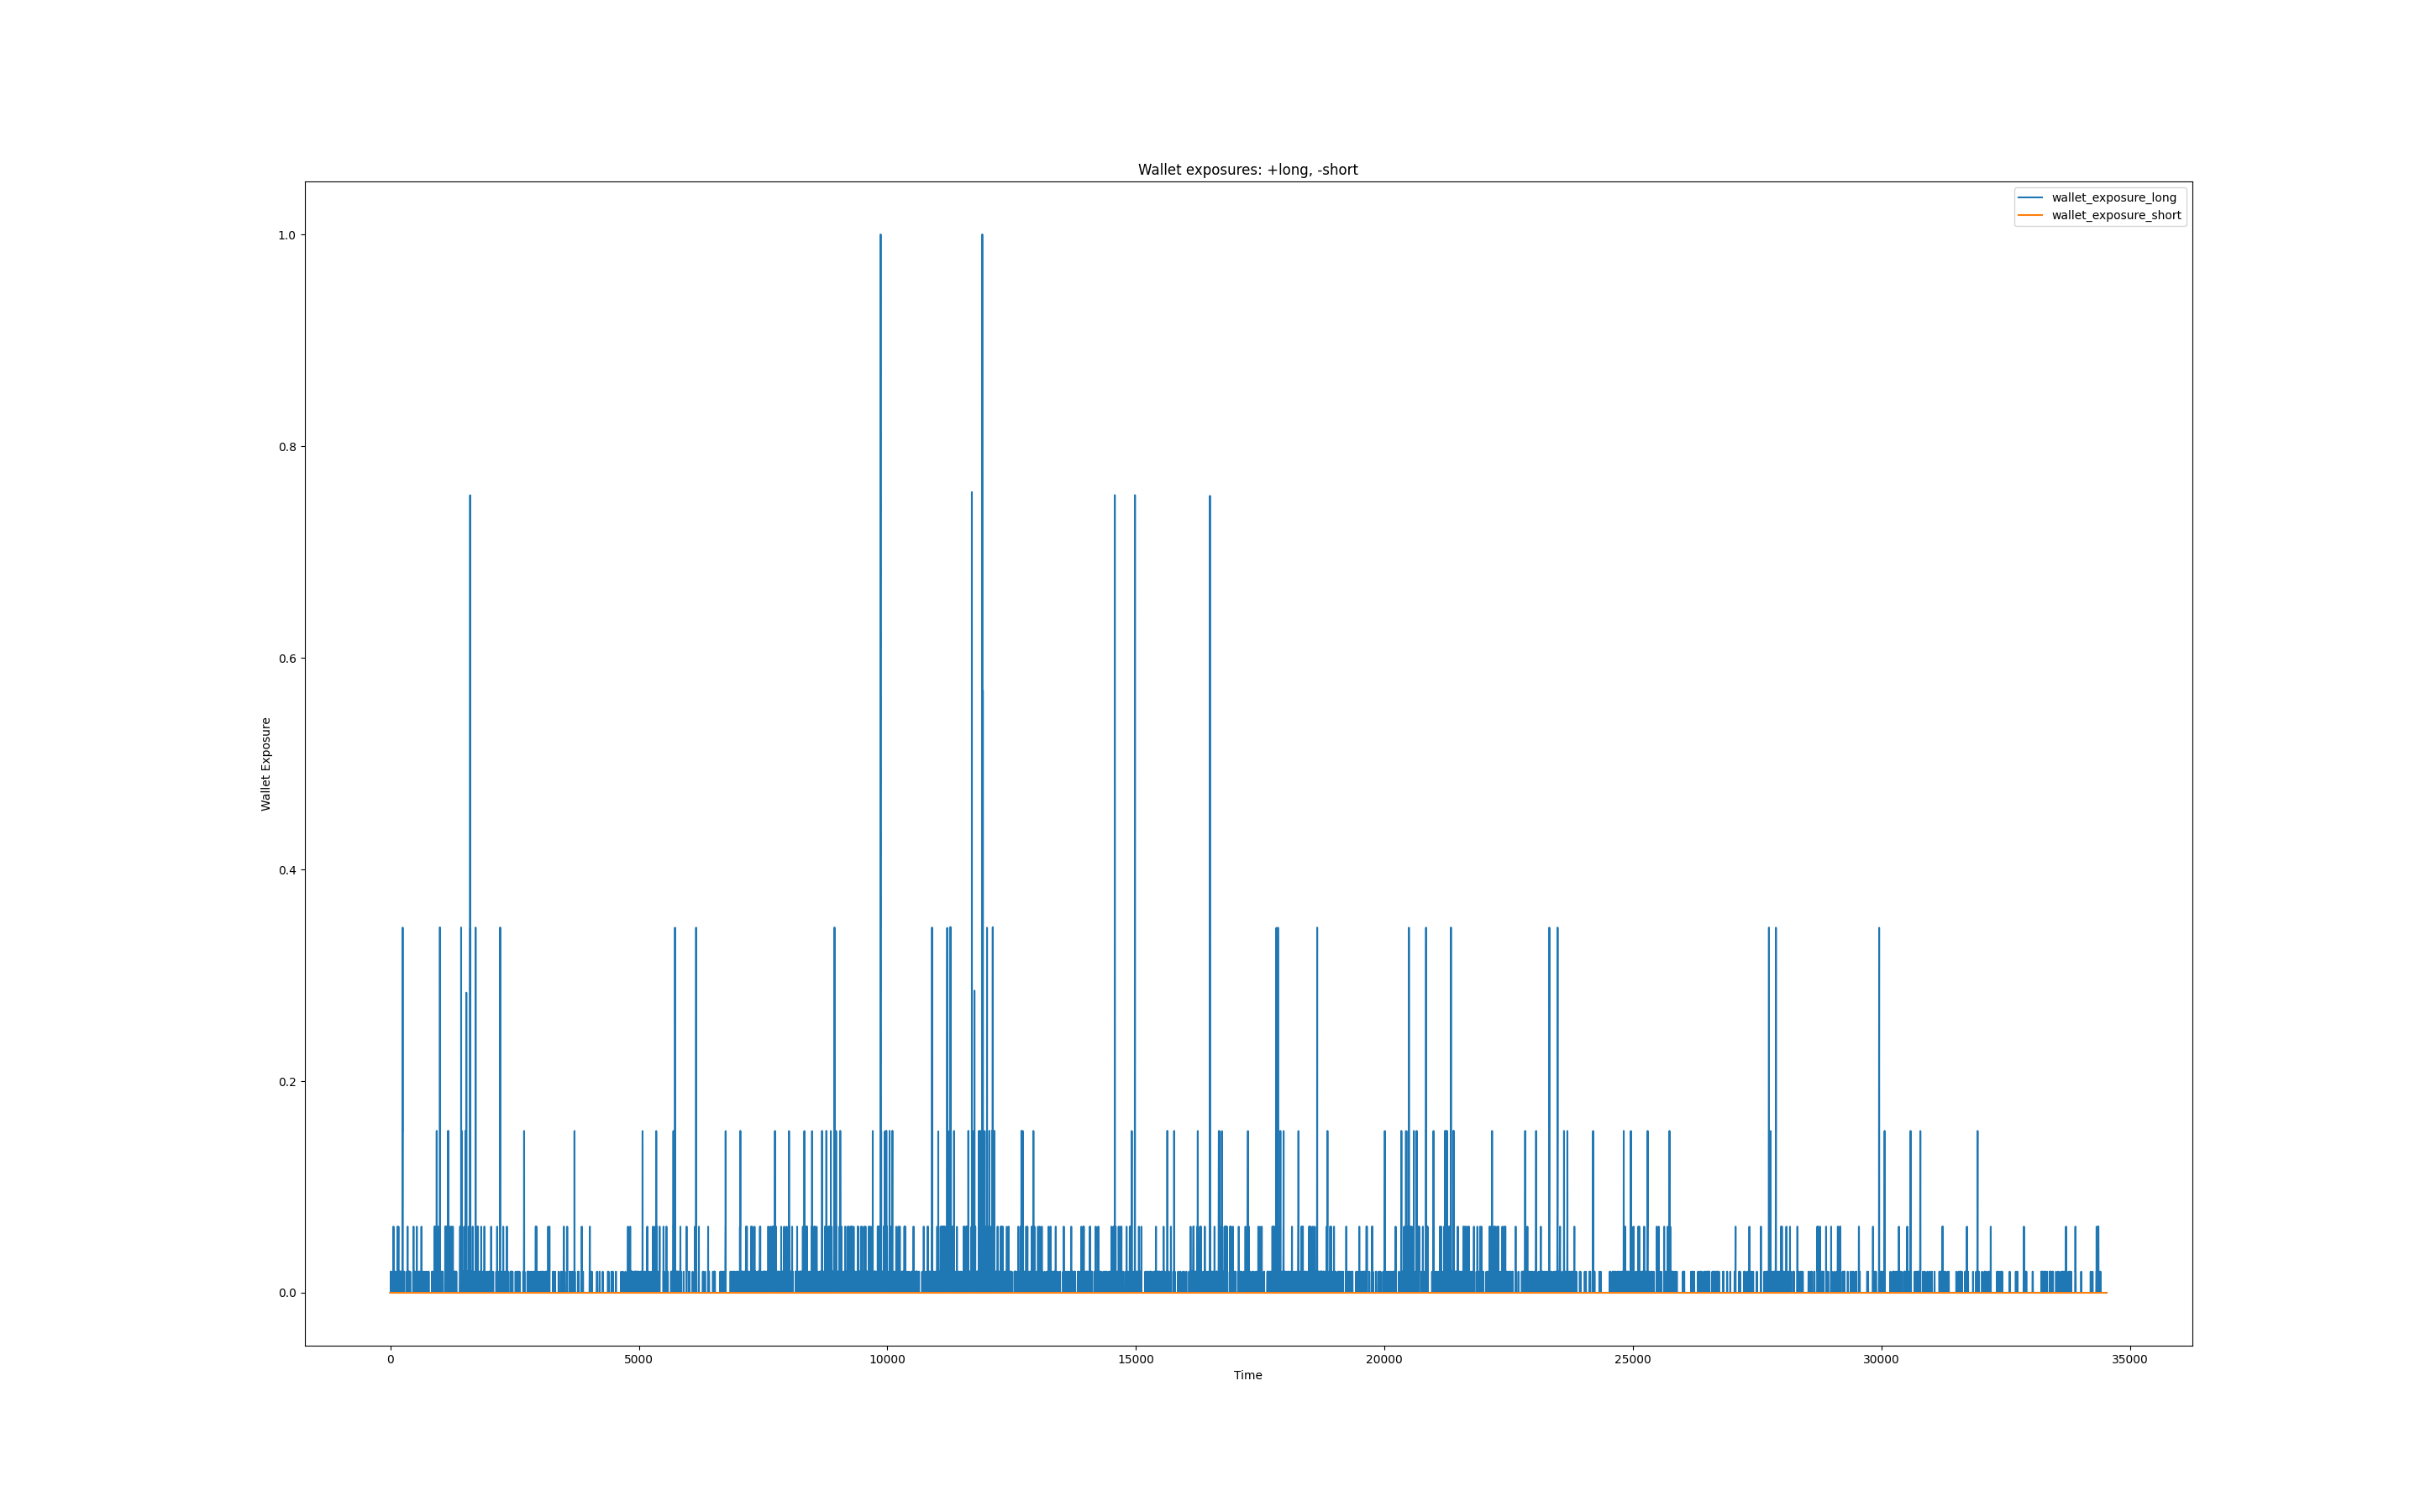 Wallet exposures: +long, -short
wallet_exposure_long
wallet_exposure_short
1.0
0.8
0.6
0.4
0.2
0.0
Wallet Exposure
0 5000 10000 15000 20000 25000 30000 35000
Time